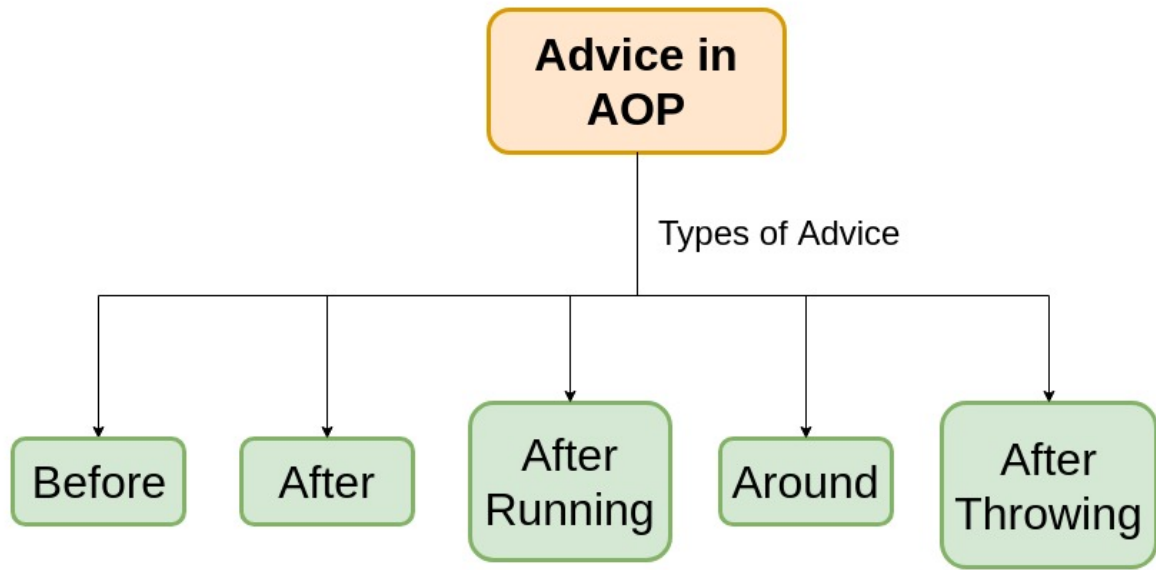 Advice in
AOP
Types of Advice
Before
After
After
Running
Around
After
Throwing